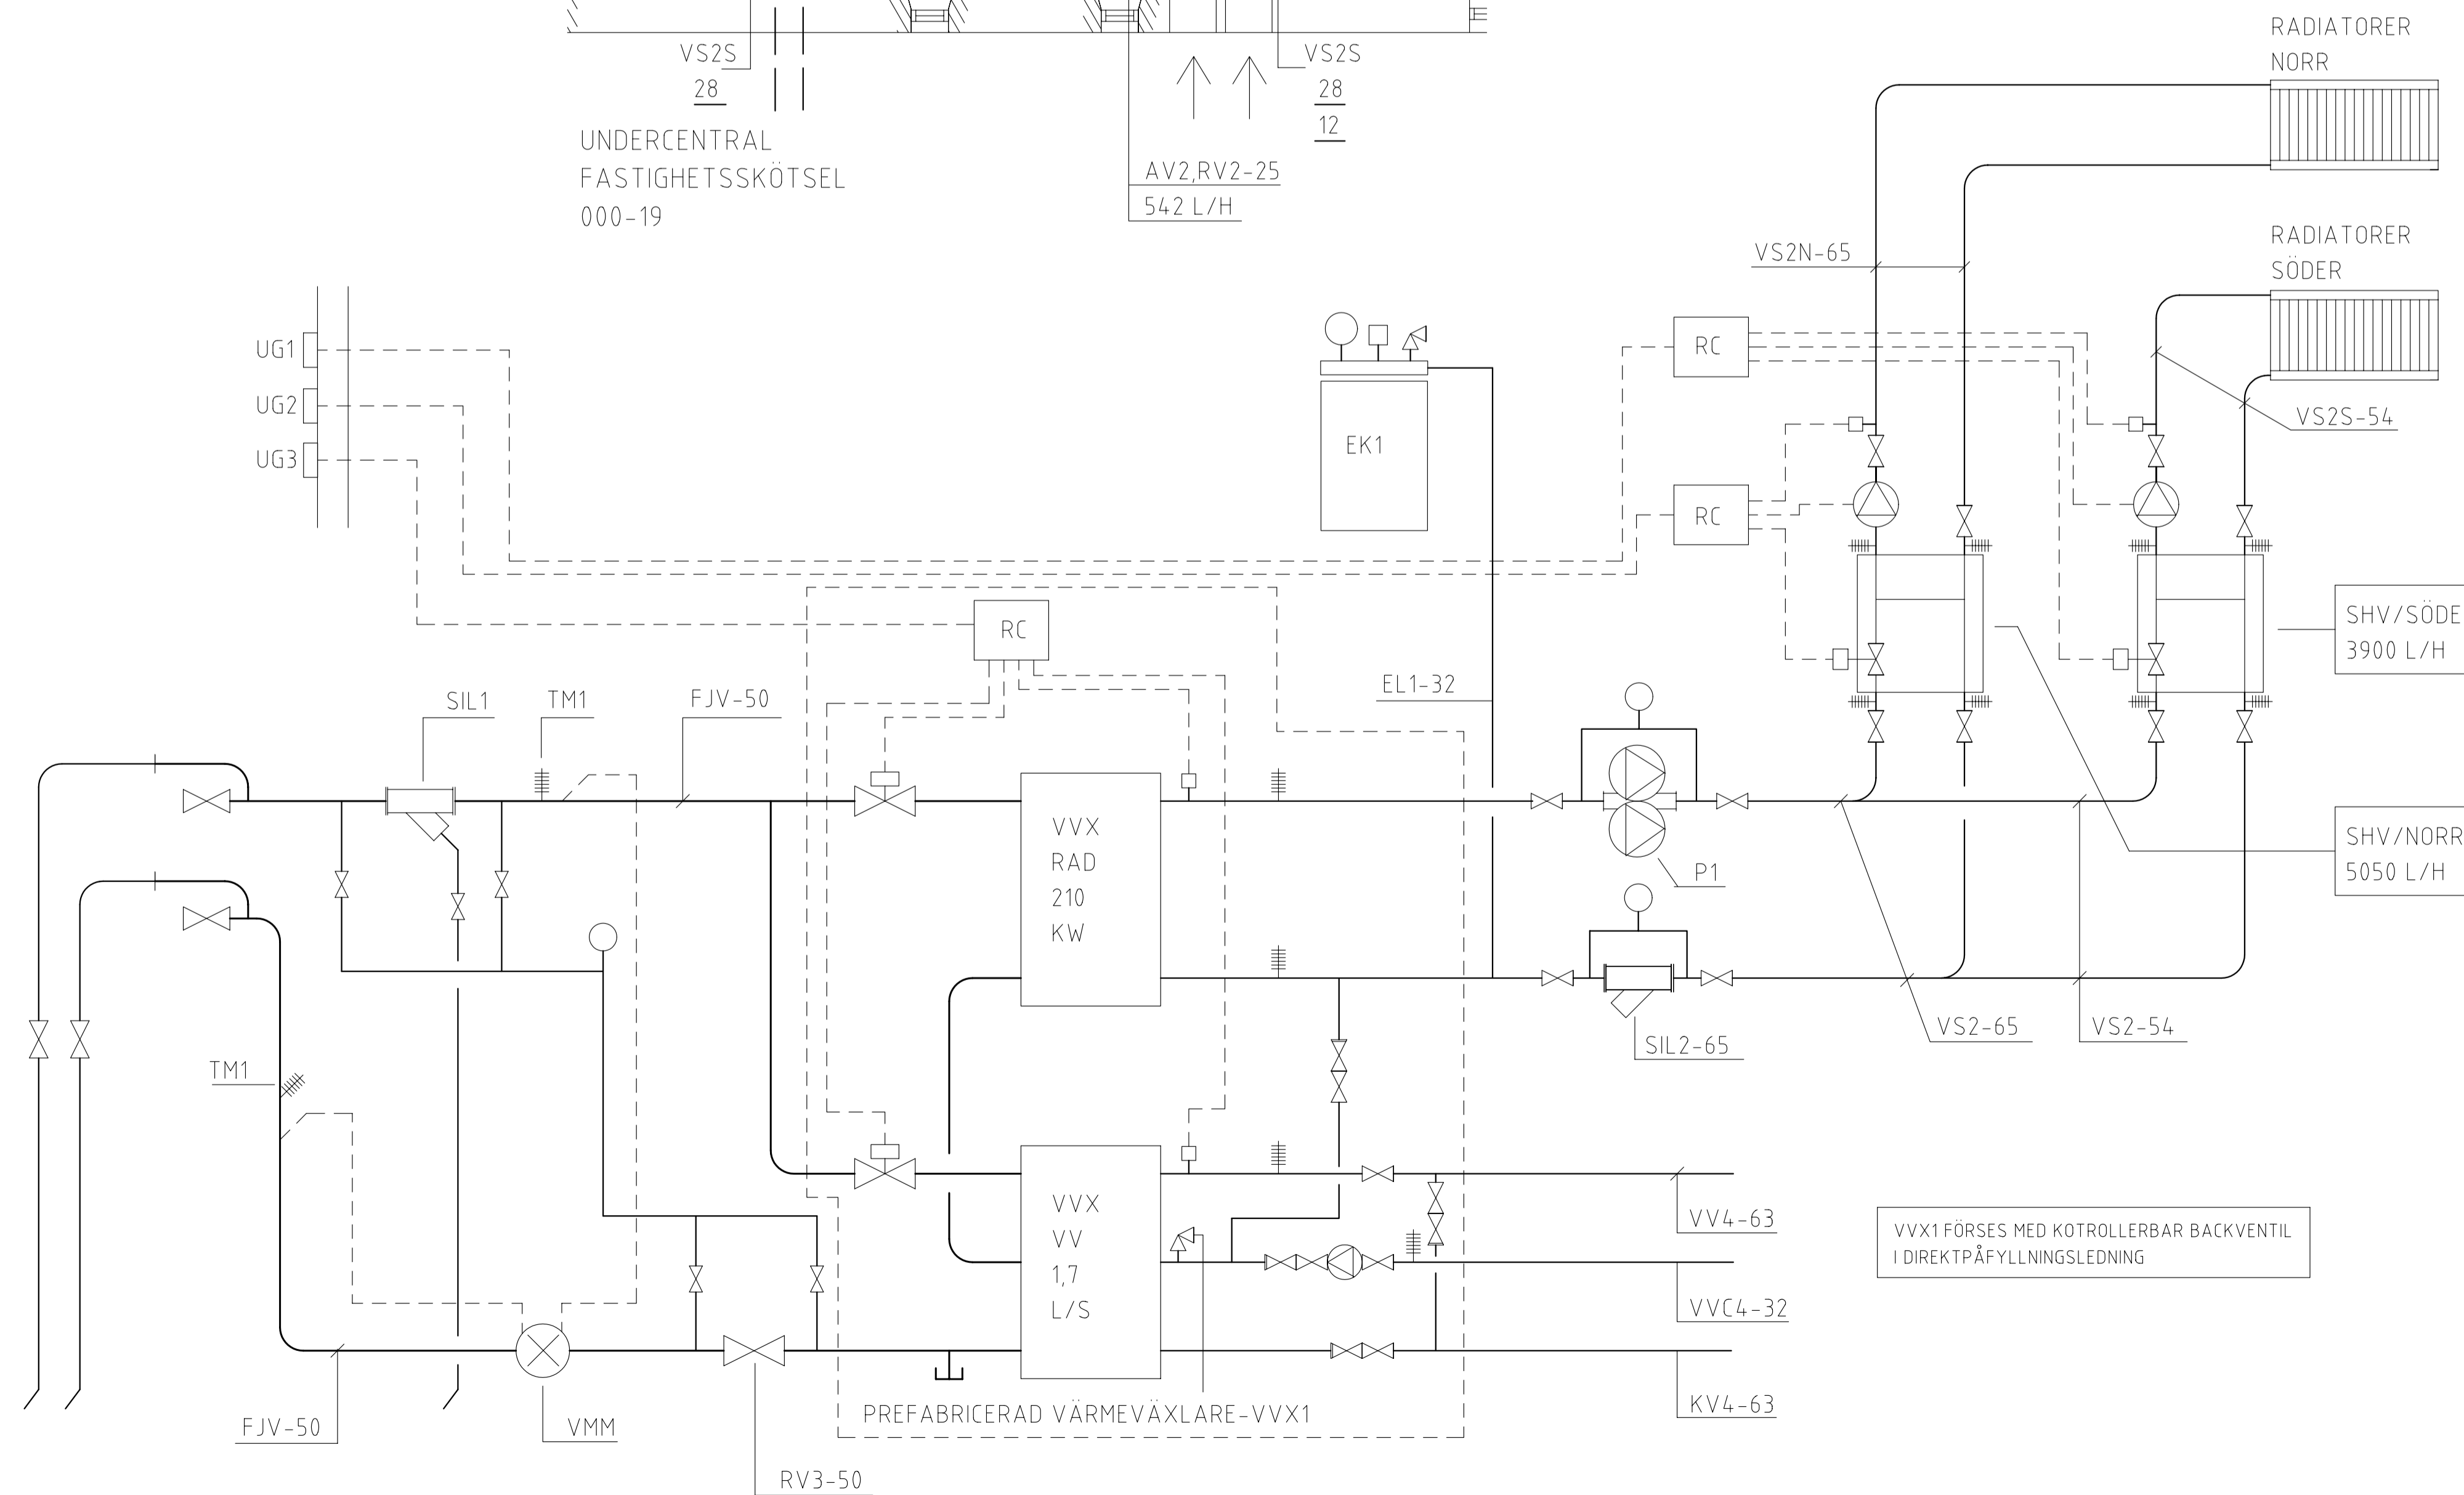 VS2S
28
UNDERCENTRAL
FASTIGHETSSKÖTSEL
000-19
VS2S
28
12
AV2,RV2-25
542 L/H
RADIATORER
NORR
VS2N-65
RADIATORER
SÖDER
VS2S-54
UG1
UG2
UG3
EK1
RC
RC
RC
SHV/SÖDE
3900 L/H
SIL1
TM1
FJV-50
EL1-32
VVX
RAD
210
KW
P1
SHV/NORR
5050 L/H
SIL2-65
VS2-65
VS2-54
TM1
VVX
VV
1,7
L/S
VV4-63
VVC4-32
KV4-63
VVX1 FÖRSES MED KOTROLLERBAR BACKVENTIL
I DIREKTPÅFYLLNINGSLEDNING
PREFABRICERAD VÄRMEVÄXLARE-VVX1
FJV-50
VMM
RV3-50